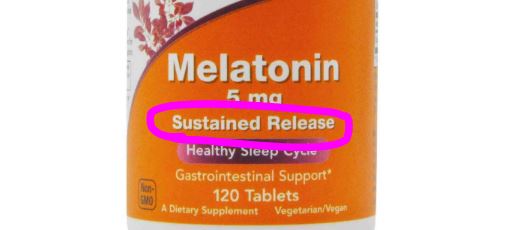 Melatonin
5 mg
Sustained Release
Healthy Sleep Cycle
Gastrointestinal Support*
120 Tablets
Non-
GMO
A Dietary Supplement Vegetarian/Vegan